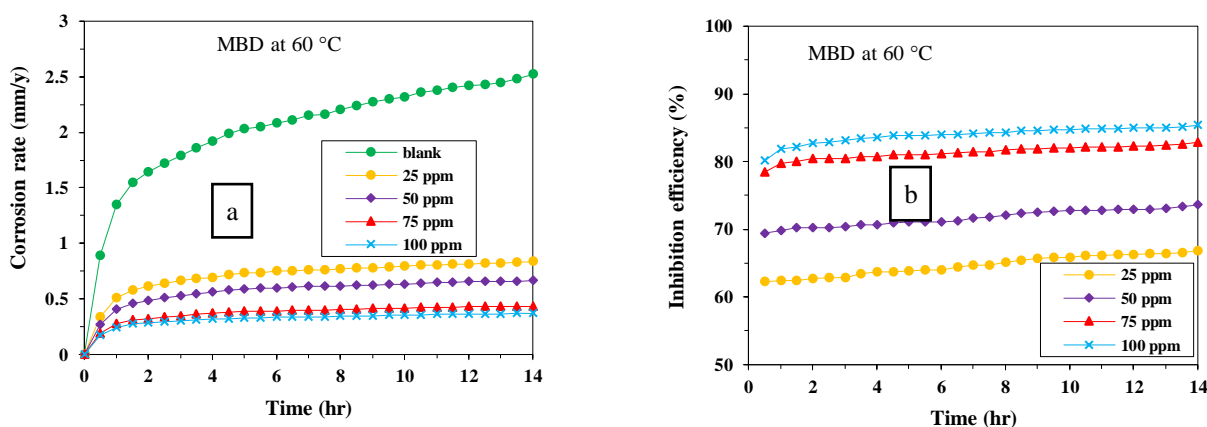 MBD at 60 °C
Corrosion rate (mm/y)
3
2.5
2
1.5
1
0.5
0
blank
25 ppm
50 ppm
75 ppm
100 ppm
a
0 2 4 6 8 10 12 14
Time (hr)
MBD at 60 °C
Inhibition efficiency (%)
100
90
80
70
60
50
b
25 ppm
50 ppm
75 ppm
100 ppm
0 2 4 6 8 10 12 14
Time (hr)